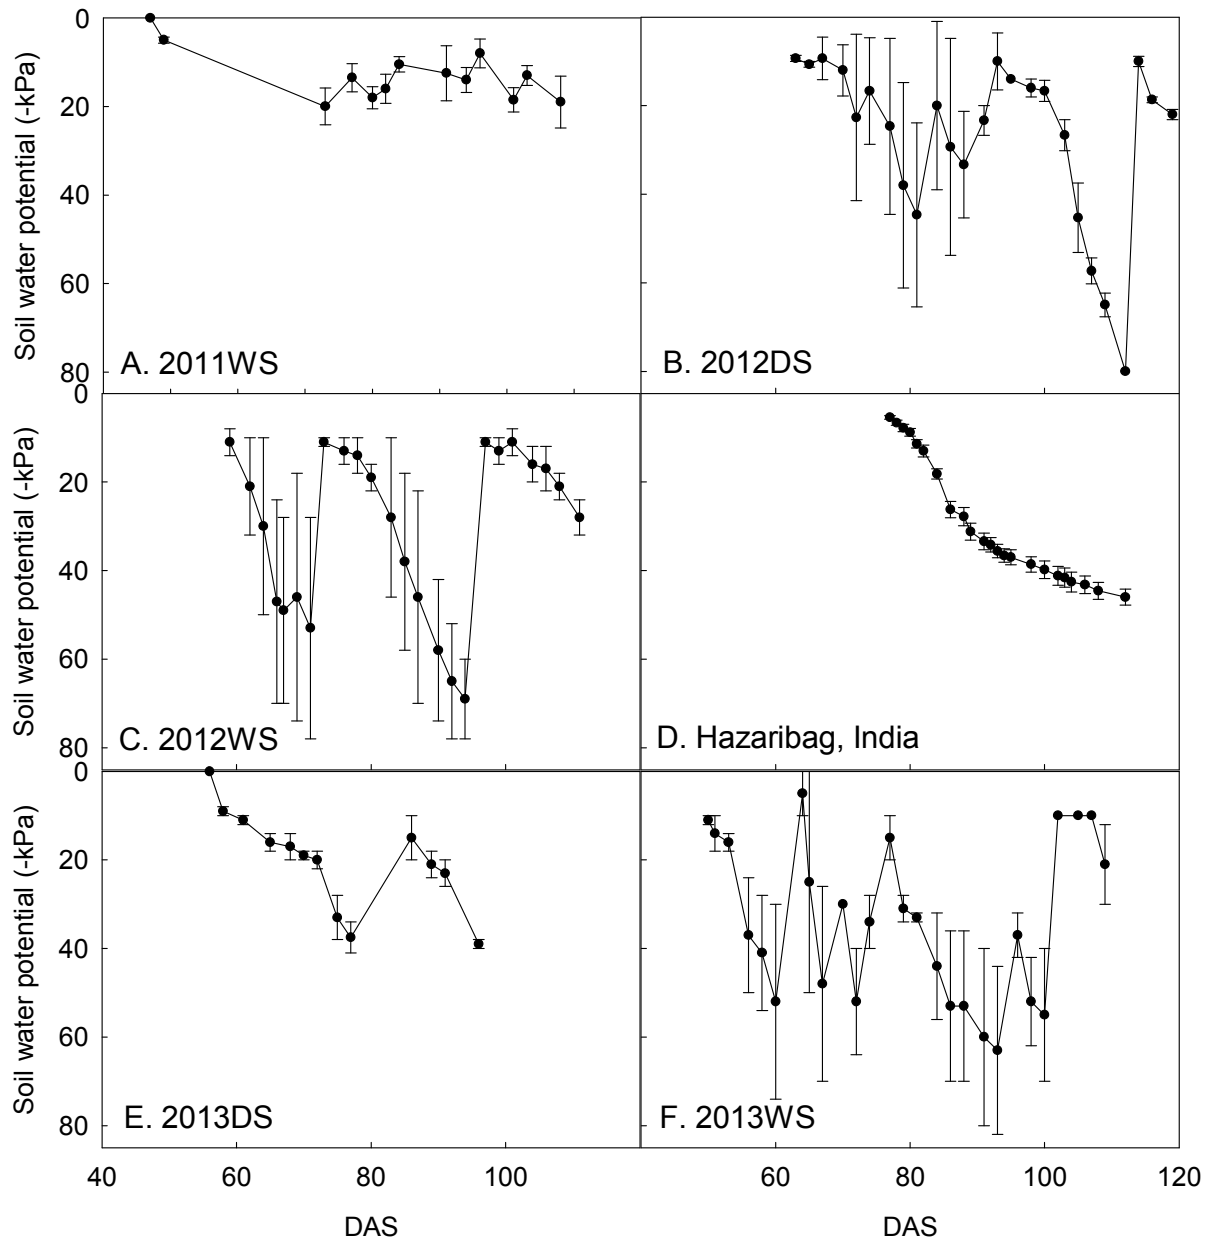 0
20
40
60
80
Soil water potential (-kPa)
A. 2011WS
B. 2012DS
0
20
40
60
80
Soil water potential (-kPa)
C. 2012WS
D. Hazaribag, India
0
20
40
60
80
Soil water potential (-kPa)
E. 2013DS
F. 2013WS
40 60 80 100 80 100 120
DAS DAS